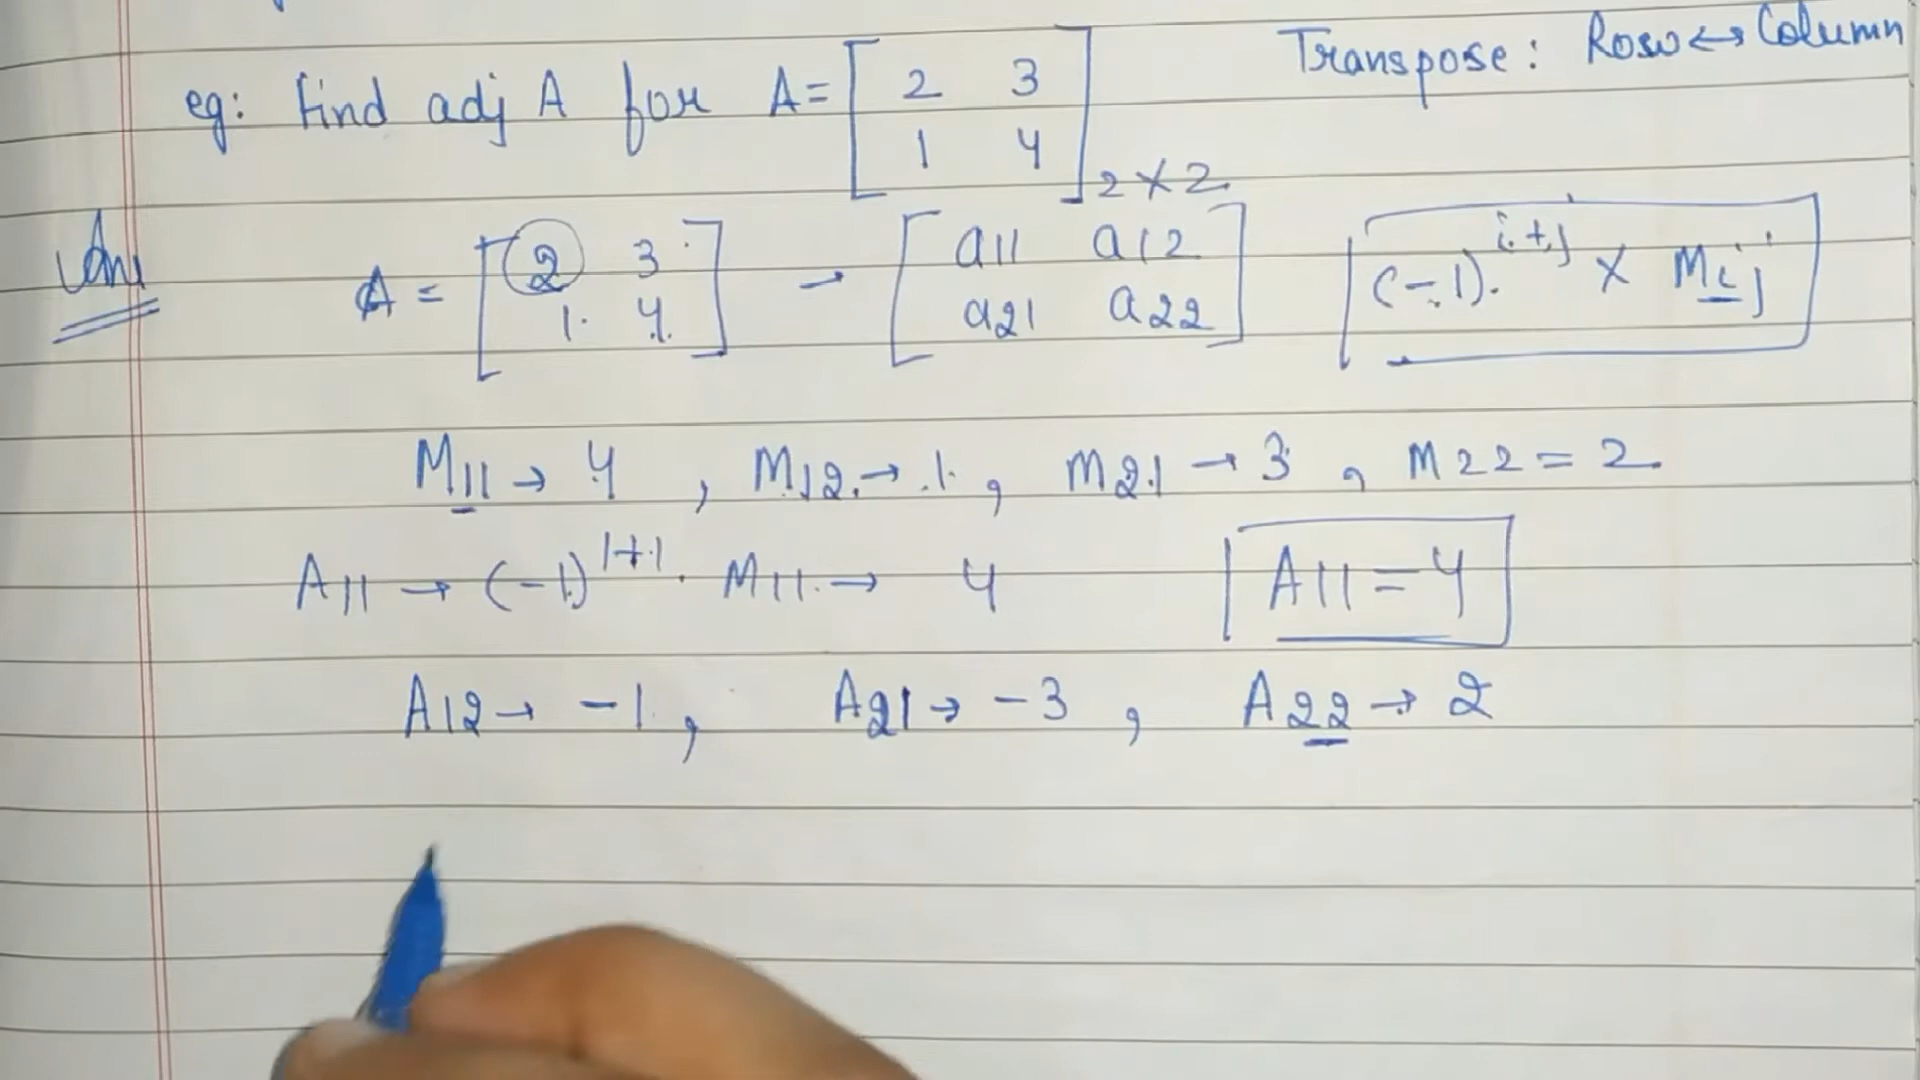 Transpose: Row ↔ Column
eg: find adj A for A = [ 2 3
1 4 ] 2×2
Ans A = [ 2 3
1 4 ] → [ a11 a12
a21 a22 ] (-1)^i+j × Mij
M11 → 4 , M12 → 1 , M21 → 3 , M22 = 2
A11 → (-1)^1+1 . M11 → 4 A11 = 4
A12 → -1 , A21 → -3 , A22 → 2